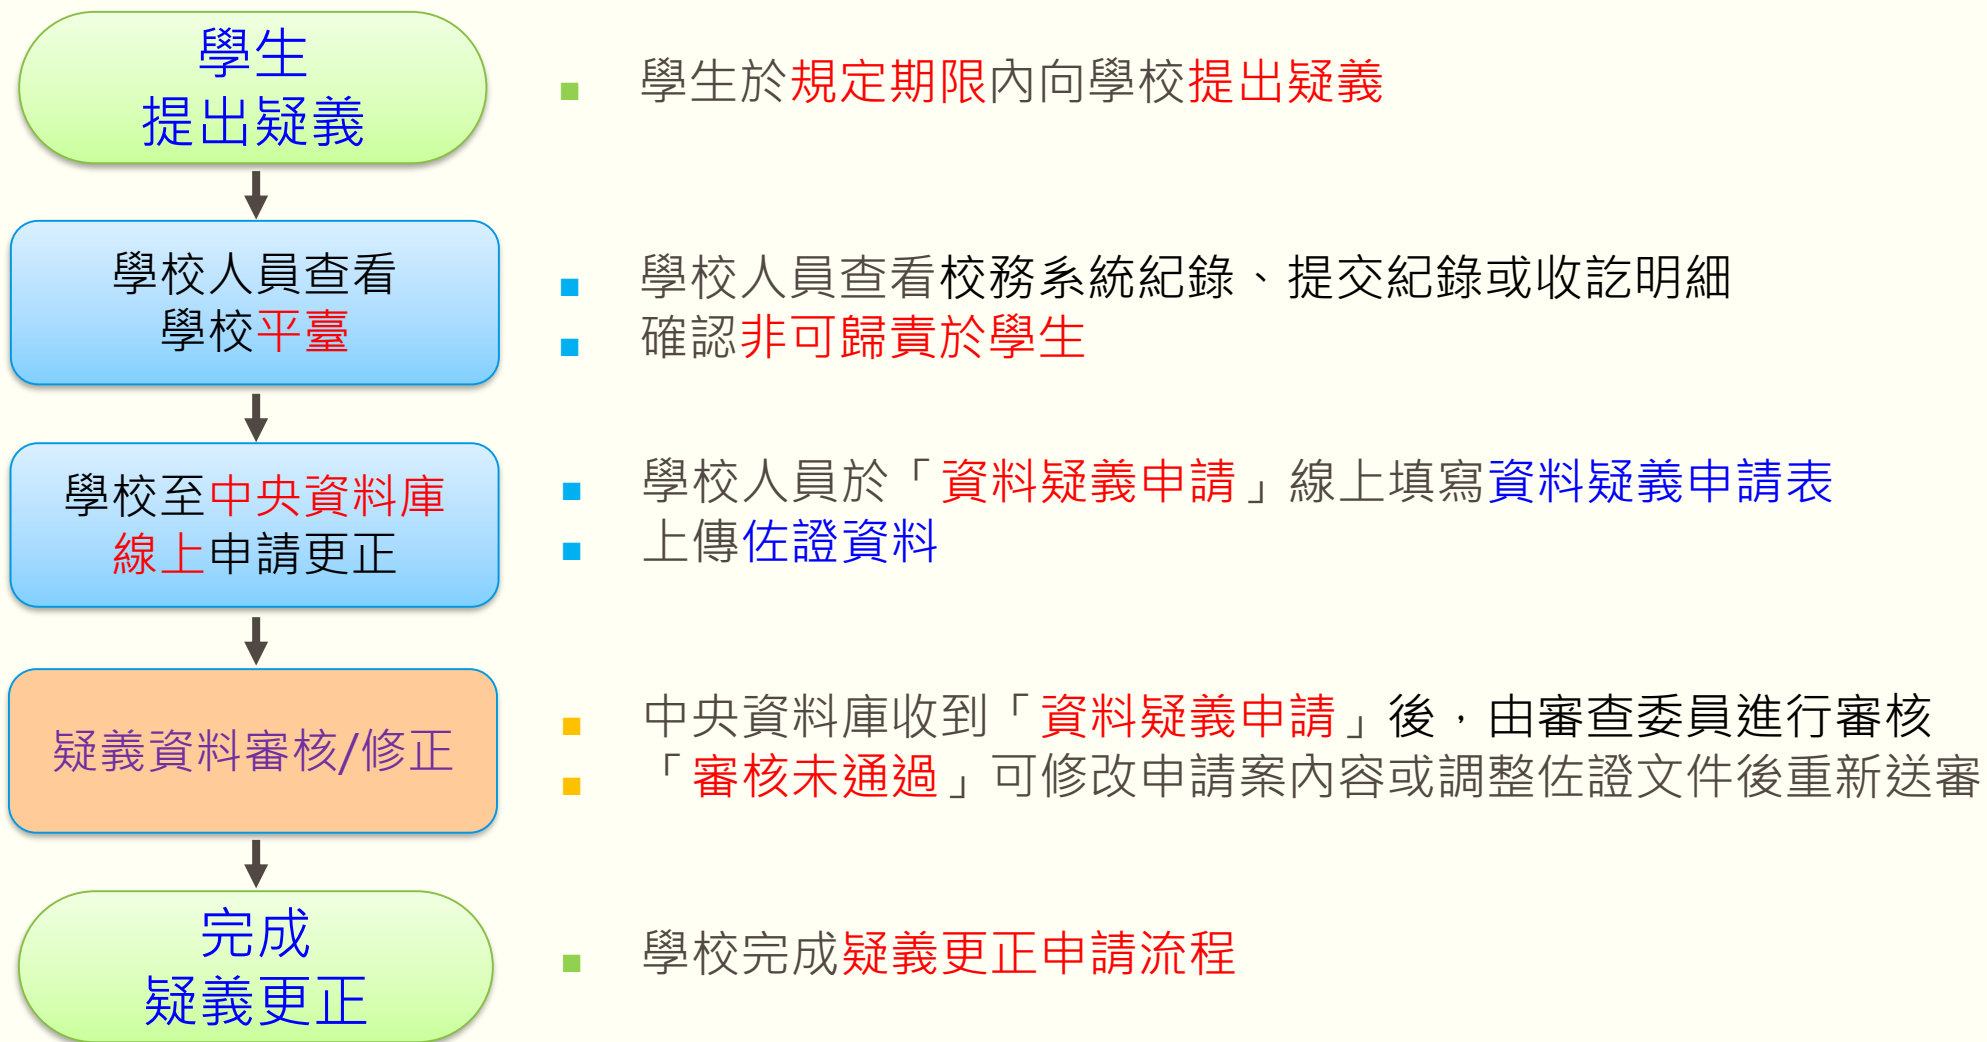 學生
提出疑義
學生於規定期限內向學校提出疑義
學校人員查看
學校平臺
學校人員查看校務系統紀錄、提交紀錄或收訖明細
確認非可歸責於學生
學校至中央資料庫
線上申請更正
學校人員於「資料疑義申請」線上填寫資料疑義申請表
上傳佐證資料
疑義資料審核/修正
中央資料庫收到「資料疑義申請」後，由審查委員進行審核
「審核未通過」可修改申請案內容或調整佐證文件後重新送審
完成
疑義更正
學校完成疑義更正申請流程